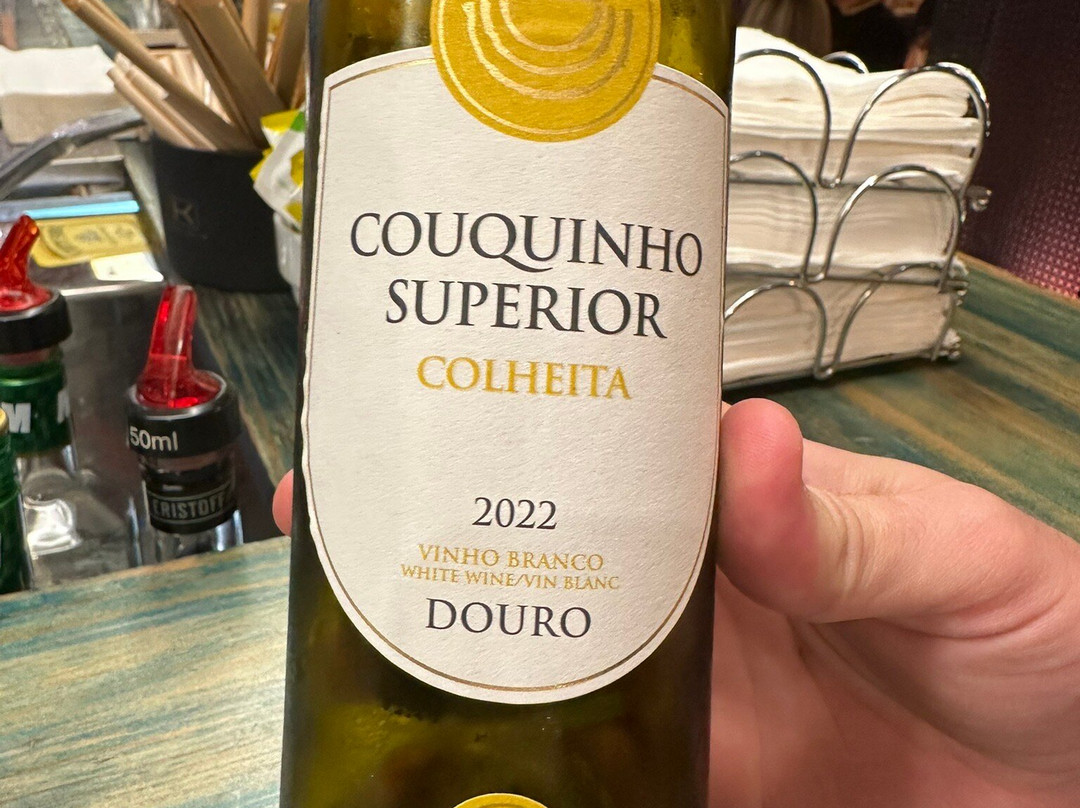 COUQUINHO
SUPERIOR
COLHEITA
2022
VINHO BRANCO
WHITE WINE/VIN BLANC
DOURO
50ml
ERISTOFF